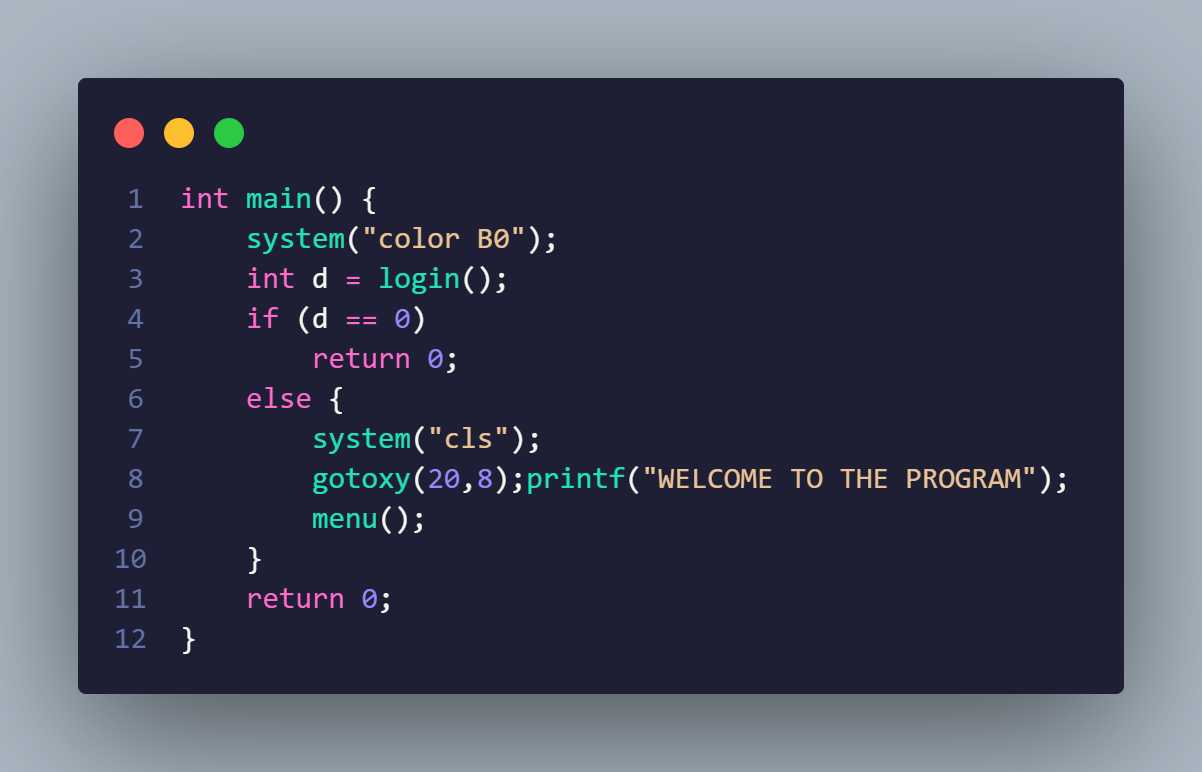 1 int main() {
2     system("color B0");
3     int d = login();
4     if (d == 0)
5         return 0;
6     else {
7         system("cls");
8         gotoxy(20,8);printf("WELCOME TO THE PROGRAM");
9         menu();
10     }
11     return 0;
12 }